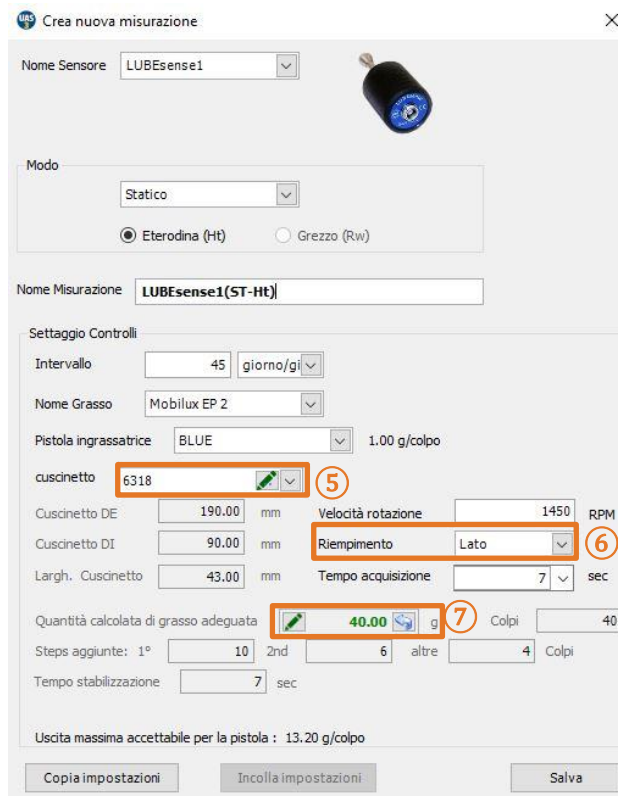 UAS
Crea nuova misurazione
Nome Sensore LUBEsense1
Modo
Statico
Eterodina (Ht) Grezzo (Rw)
Nome Misurazione LUBEsense1(ST-Ht)
Settaggio Controlli
Intervallo 45 giorno/gi
Nome Grasso Mobilux EP 2
Pistola ingrassatrice BLUE 1.00 g/colpo
cuscinetto 6318 5
Cuscinetto DE 190.00 mm Velocità rotazione 1450 RPM
Cuscinetto DI 90.00 mm Riempimento Lato 6
Largh. Cuscinetto 43.00 mm Tempo acquisizione 7 sec
Quantità calcolata di grasso adeguata 40.00 g 7 Colpi 40
Steps aggiunte: 1° 10 2nd 6 altre 4 Colpi
Tempo stabilizzazione 7 sec
Uscita massima accettabile per la pistola : 13.20 g/colpo
Copia impostazioni Incolla impostazioni Salva